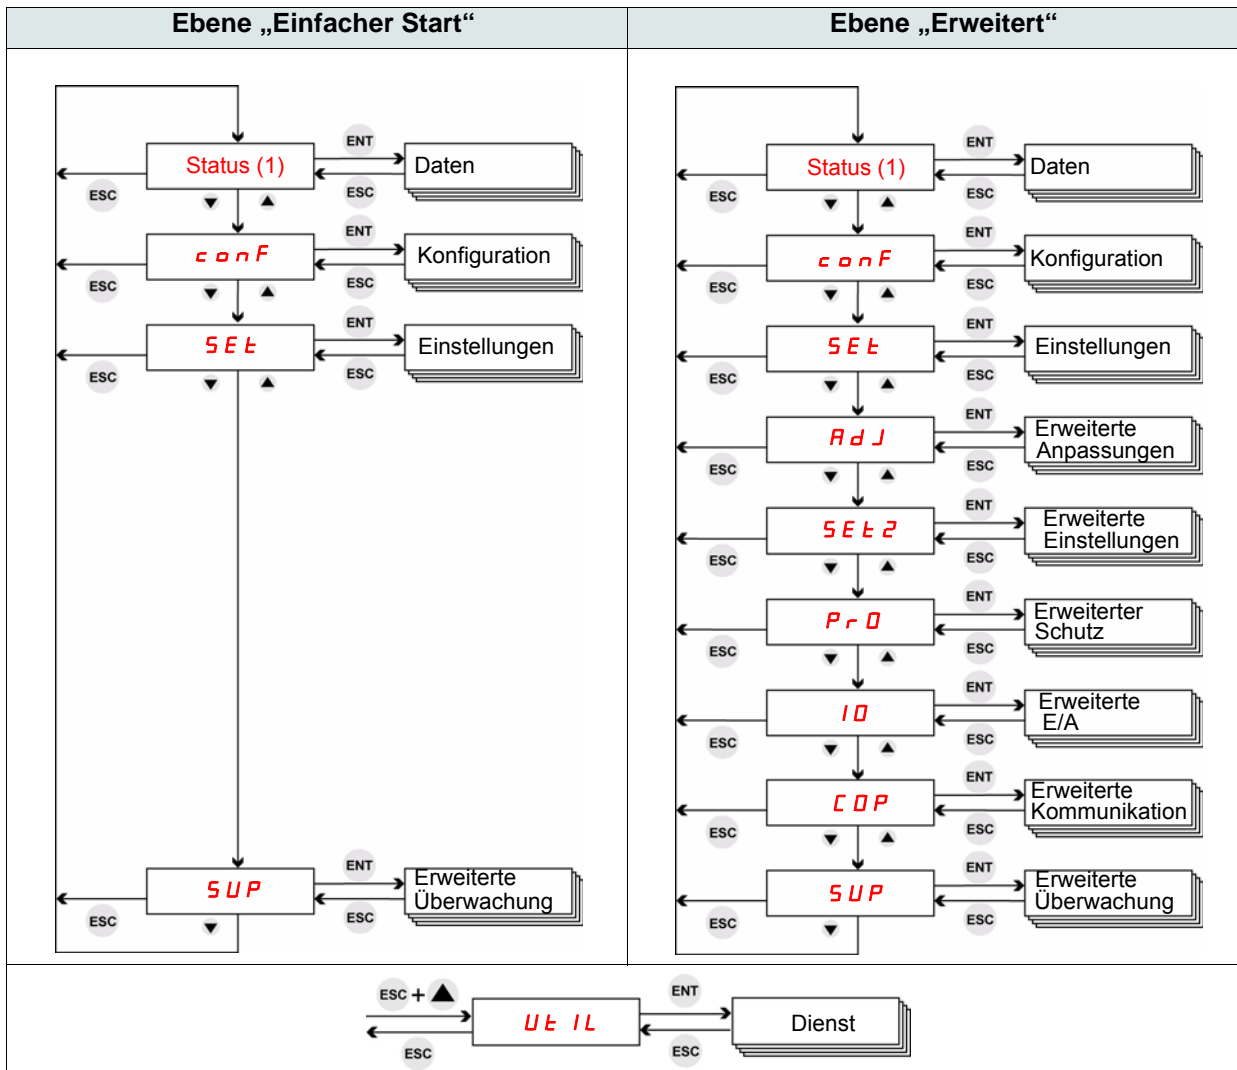 Ebene „Einfacher Start“
Ebene „Erweitert“
ENT
Status (1)
Daten
ESC
ESC
▼ ▲
ENT
conF
Konfiguration
ESC
ESC
▼ ▲
ENT
SEt
Einstellungen
ESC
ESC
▼ ▲
ENT
SUP
Erweiterte
Überwachung
ESC
ESC
▼
ENT
Status (1)
Daten
ESC
ESC
▼ ▲
ENT
conF
Konfiguration
ESC
ESC
▼ ▲
ENT
SEt
Einstellungen
ESC
ESC
▼ ▲
ENT
AdJ
Erweiterte
Anpassungen
ESC
ESC
▼ ▲
ENT
SEt2
Erweiterte
Einstellungen
ESC
ESC
▼ ▲
ENT
PrO
Erweiterter
Schutz
ESC
ESC
▼ ▲
ENT
IO
Erweiterte
E/A
ESC
ESC
▼ ▲
ENT
COP
Erweiterte
Kommunikation
ESC
ESC
▼ ▲
ENT
SUP
Erweiterte
Überwachung
ESC
ESC
▼
ESC + ▲
ENT
UtIL
Dienst
ESC
ESC